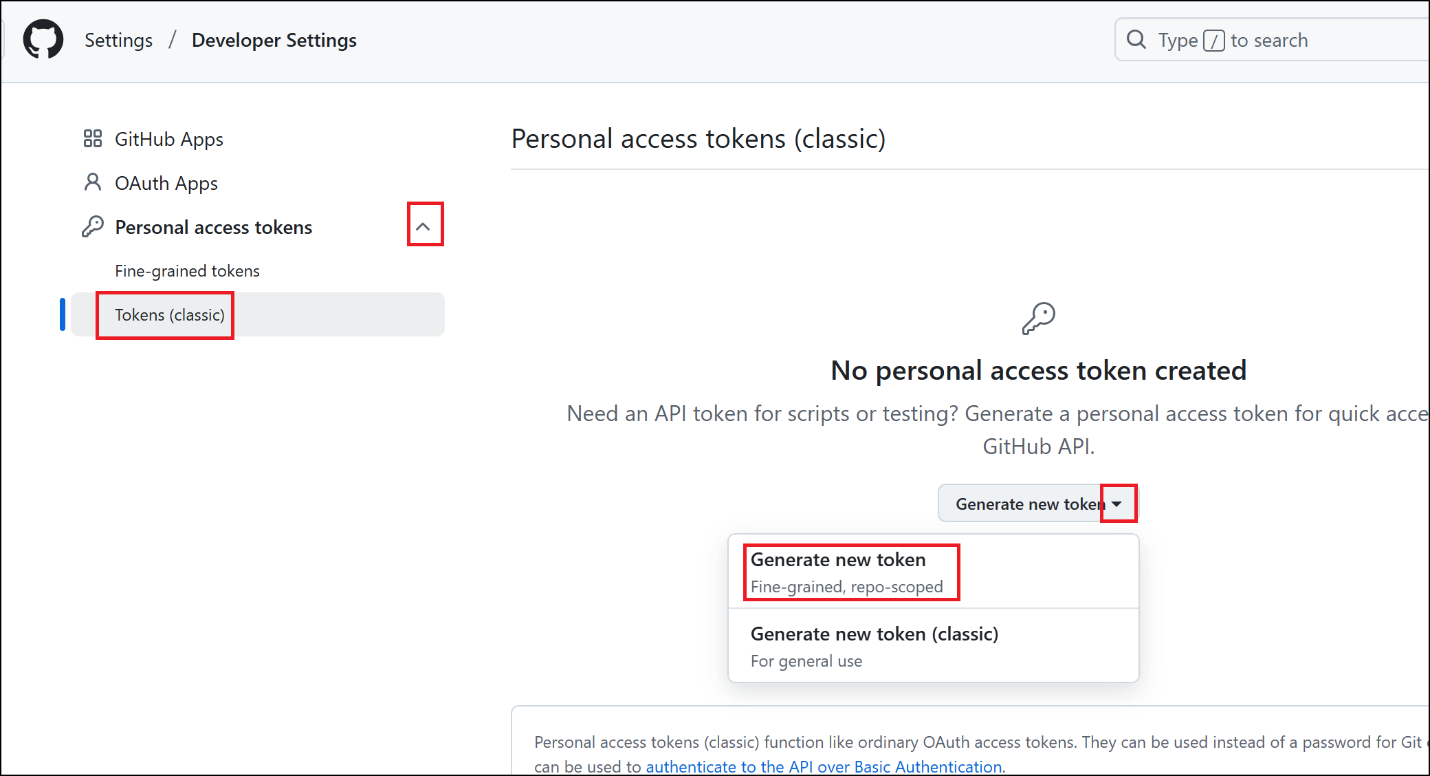 Settings / Developer Settings
Type / to search
GitHub Apps
OAuth Apps
Personal access tokens
Fine-grained tokens
Tokens (classic)
Personal access tokens (classic)
No personal access token created
Need an API token for scripts or testing? Generate a personal access token for quick acce
GitHub API.
Generate new token
Generate new token
Fine-grained, repo-scoped
Generate new token (classic)
For general use
Personal access tokens (classic) function like ordinary OAuth access tokens. They can be used instead of a password for Git
can be used to authenticate to the API over Basic Authentication.